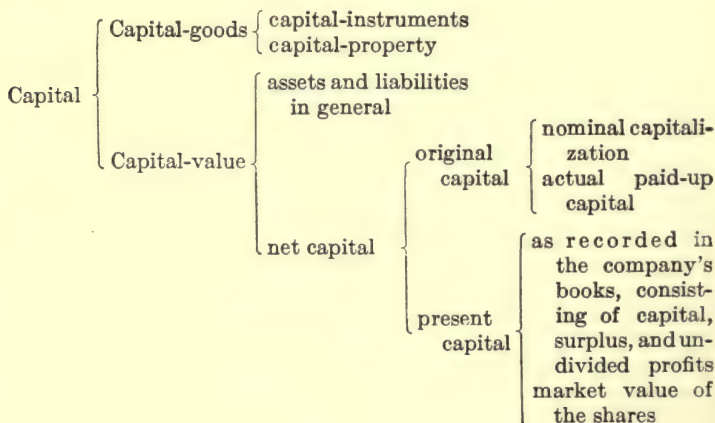 Capital
Capital-goods
capital-instruments
capital-property
Capital-value
assets and liabilities
in general
net capital
original
capital
nominal capitali-
zation
actual paid-up
capital
present
capital
as recorded in
the company's
books, consist-
ing of capital,
surplus, and un-
divided profits
market value of
the shares